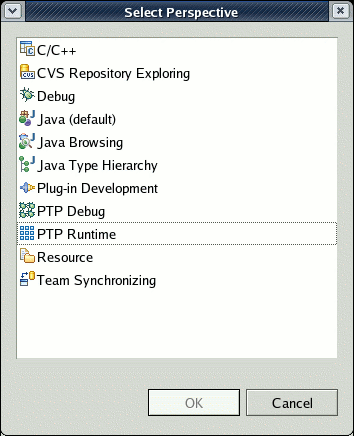 Select Perspective
C/C++
CVS Repository Exploring
Debug
Java (default)
Java Browsing
Java Type Hierarchy
Plug-in Development
PTP Debug
PTP Runtime
Resource
Team Synchronizing
OK
Cancel